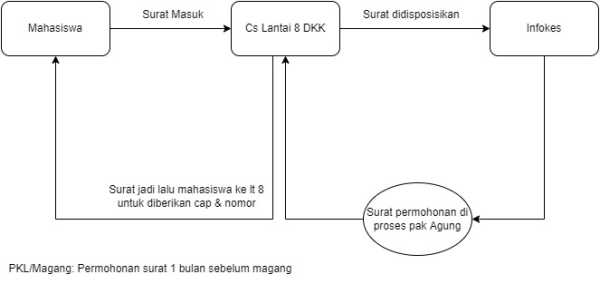 Surat Masuk
Surat didisposisikan
Mahasiswa
Cs Lantai 8 DKK
Infokes
Surat jadi lalu mahasiswa ke lt 8
untuk diberikan cap & nomor
Surat permohonan di
proses pak Agung
PKL/Magang: Permohonan surat 1 bulan sebelum magang